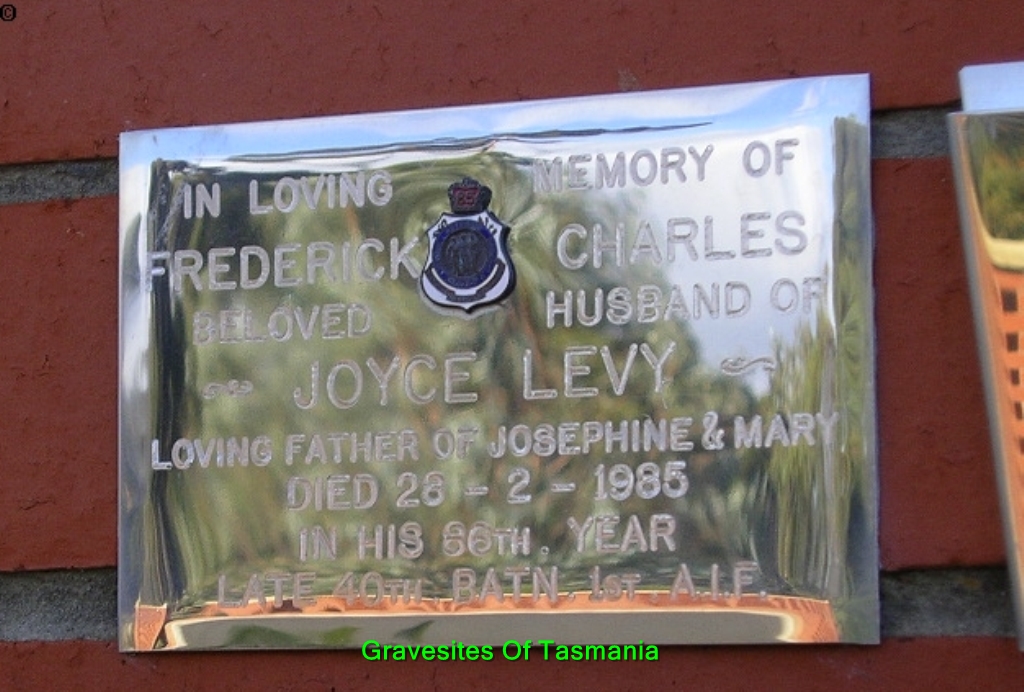 ©
IN LOVING MEMORY OF
FREDERICK CHARLES
BELOVED HUSBAND OF
~ JOYCE LEVY ~
LOVING FATHER OF JOSEPHINE & MARY
DIED 28 - 2 - 1985
IN HIS 86TH. YEAR
LATE 40TH BATN. 1ST. A.I.F.
Gravesites Of Tasmania